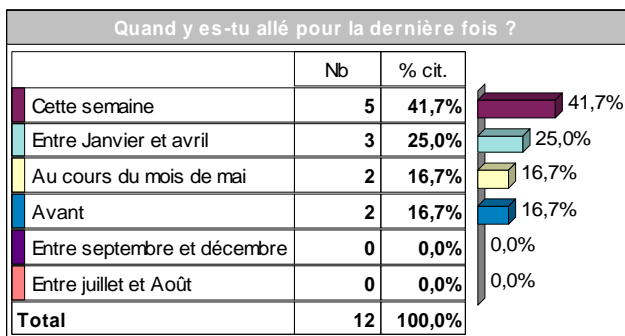 Quand y es-tu allé pour la dernière fois ?
Nb % cit.
Cette semaine 5 41,7% 41,7%
Entre Janvier et avril 3 25,0% 25,0%
Au cours du mois de mai 2 16,7% 16,7%
Avant 2 16,7% 16,7%
Entre septembre et décembre 0 0,0% 0,0%
Entre juillet et Août 0 0,0% 0,0%
Total 12 100,0%